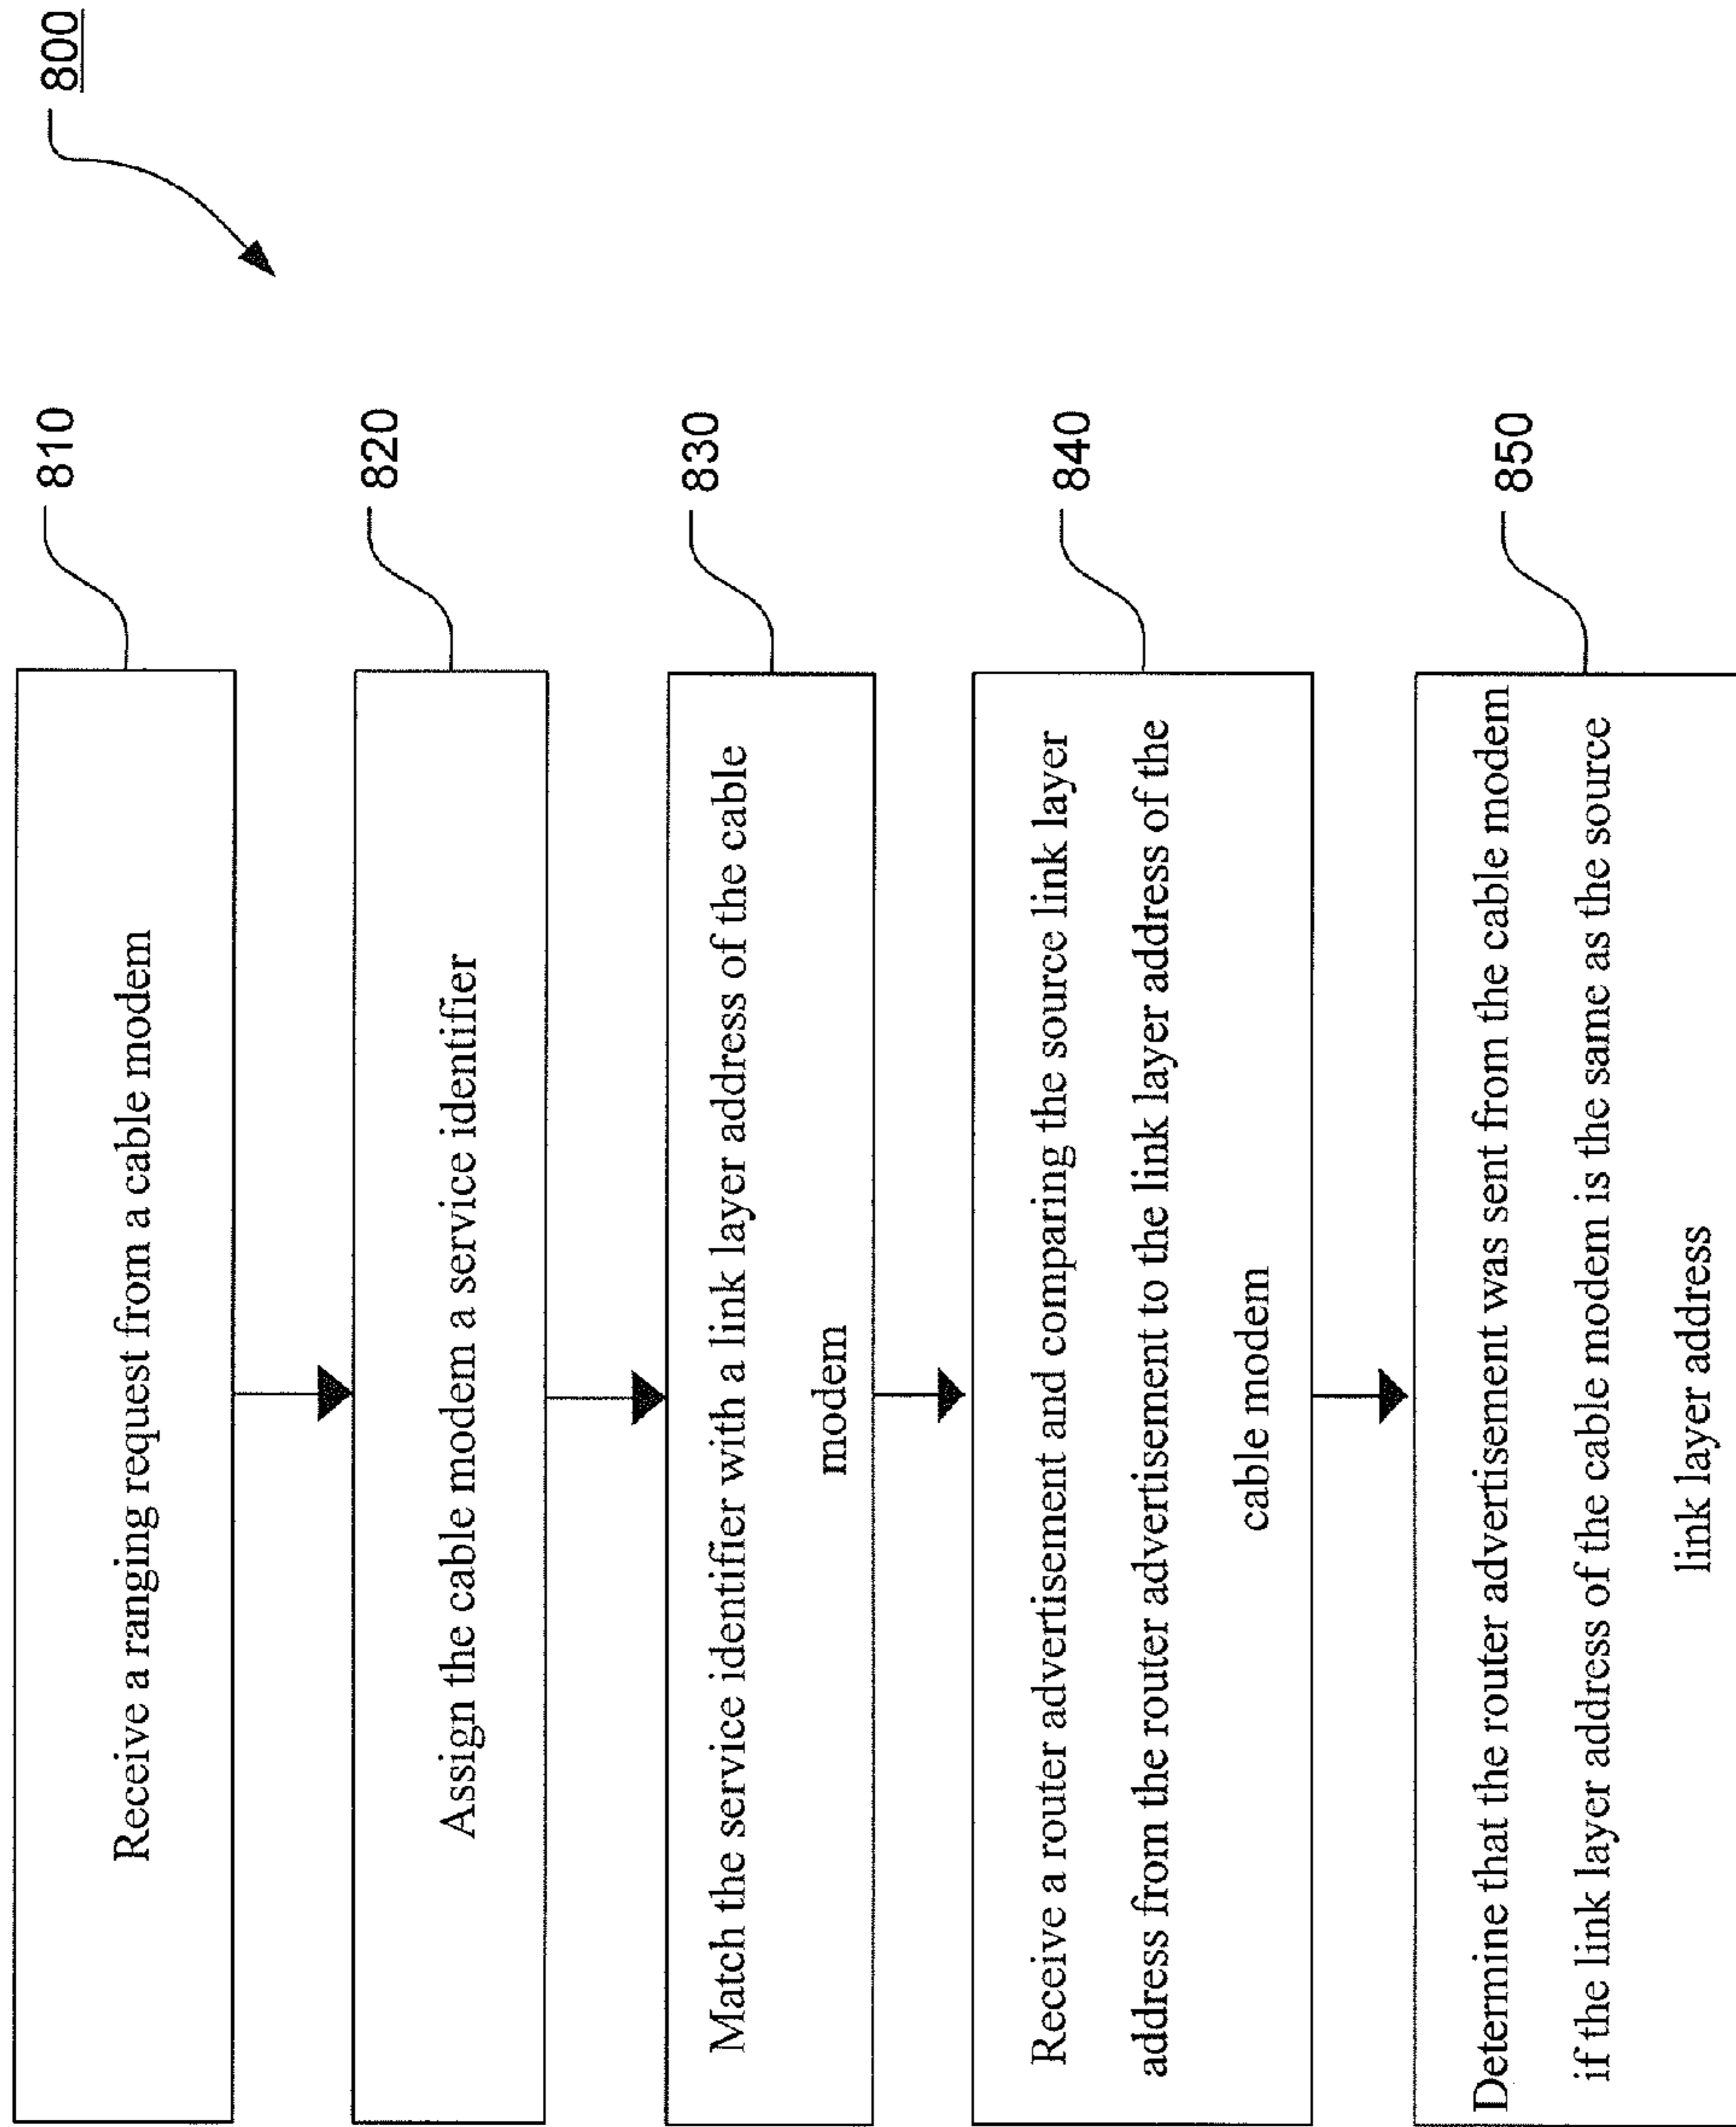 800
810
Receive a ranging request from a cable modem
820
Assign the cable modem a service identifier
830
Match the service identifier with a link layer address of the cable
modem
840
Receive a router advertisement and comparing the source link layer
address from the router advertisement to the link layer address of the
cable modem
850
Determine that the router advertisement was sent from the cable modem
if the link layer address of the cable modem is the same as the source
link layer address